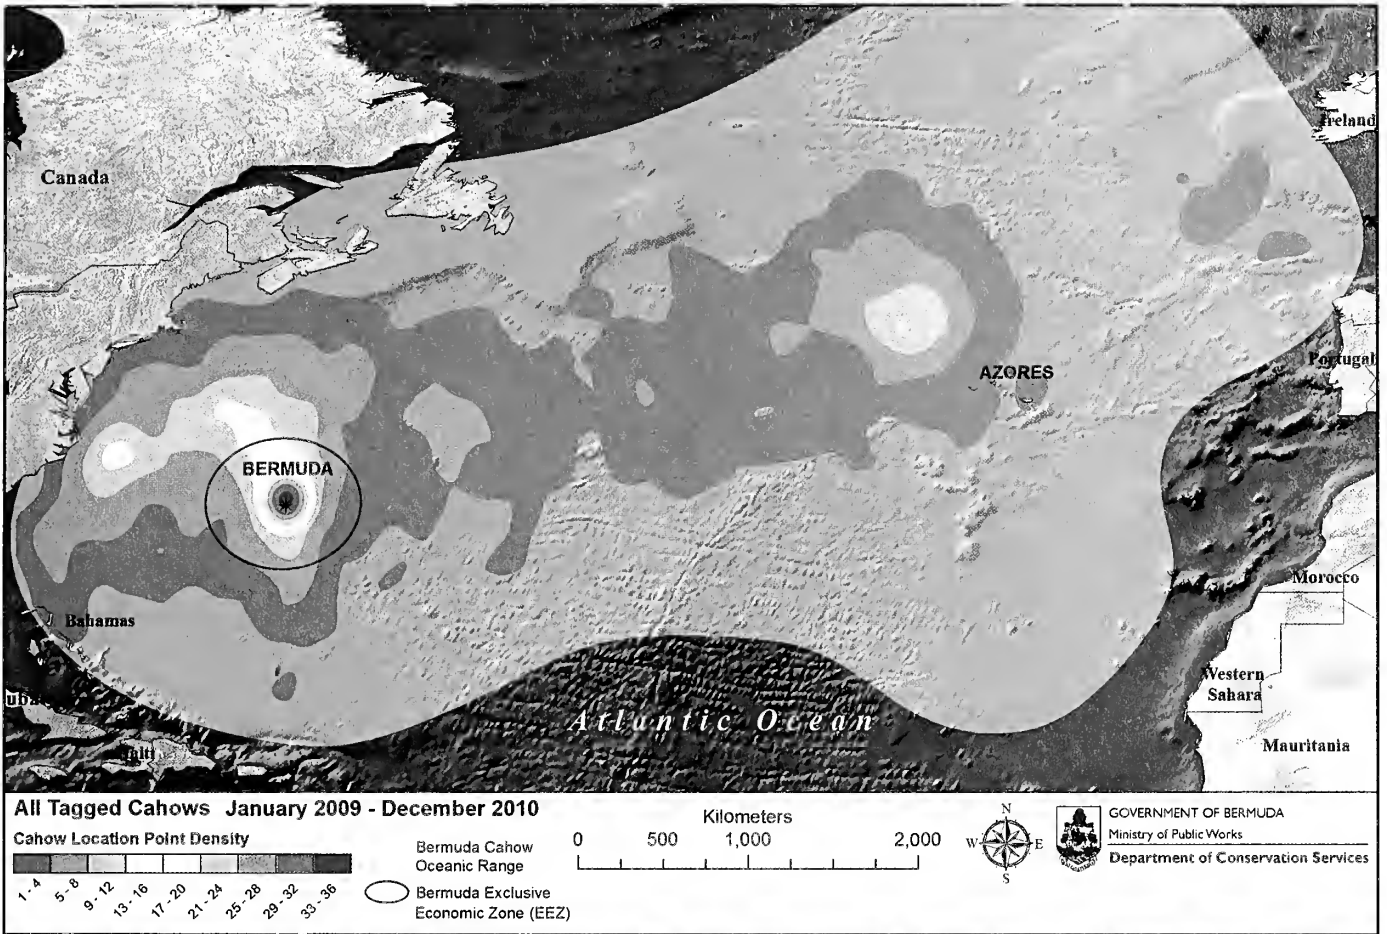 Canada
Ireland
AZORES
Portugal
BERMUDA
Morocco
Bahamas
Western
Sahara
uba
Atlantic Ocean
Mauritania
aiti
All Tagged Cahows January 2009 - December 2010
Cahow Location Point Density
1 - 4
5 - 8
9 - 12
13 - 16
17 - 20
21 - 24
25 - 28
29 - 32
33 - 36
Bermuda Cahow
Oceanic Range
Bermuda Exclusive
Economic Zone (EEZ)
Kilometers
0 500 1,000 2,000
N
W E
S
GOVERNMENT OF BERMUDA
Ministry of Public Works
Department of Conservation Services